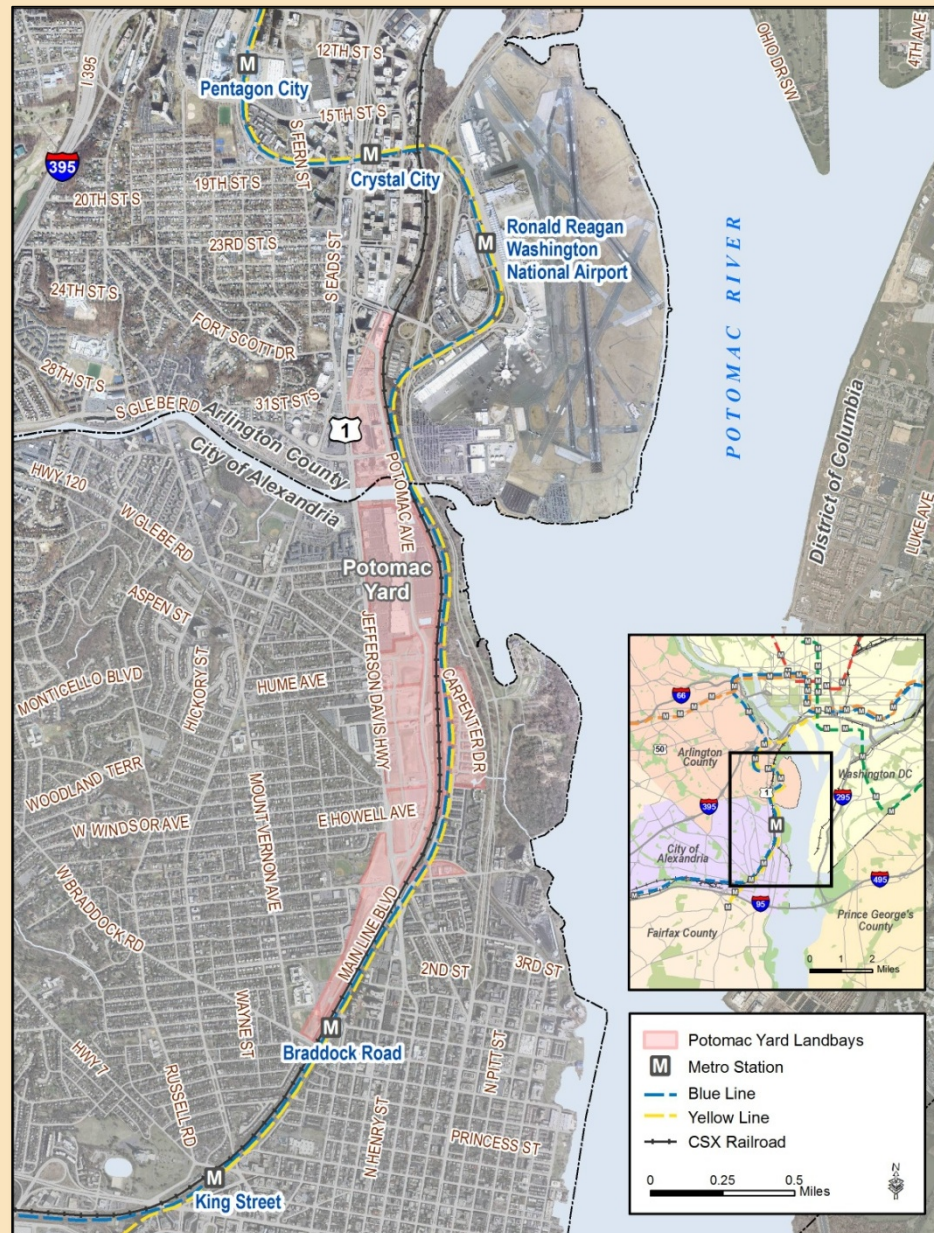 I 395
12TH ST S
OHIO DR SW
4TH AVE
M
Pentagon City
15TH ST S
S FERN ST
395
M
Crystal City
19TH ST S
20TH ST S
23RD ST S
S EADS ST
M
Ronald Reagan
Washington
National Airport
POTOMAC RIVER
24TH ST S
FORT SCOTT DR
28TH ST S
31ST ST S
S GLEBE RD
Arlington County
City of Alexandria
1
POTOMAC AVE
HWY 120
W GLEBE RD
District of Columbia
LUKE AVE
Potomac
Yard
ASPEN ST
JEFFERSON DAVIS HWY
CARPENTER DR
MONTICELLO BLVD
HICKORY ST
HUME AVE
WOODLAND TERR
MOUNT VERNON AVE
E HOWELL AVE
W WINDSOR AVE
W BRADDOCK RD
MAIN LINE BLVD
2ND ST
3RD ST
WAYNE ST
M
Braddock Road
N PITT ST
HWY 7
RUSSELL RD
N HENRY ST
PRINCESS ST
M
King Street
66
50
Arlington
County
1
Washington DC
395
295
M
City of
Alexandria
495
95
Fairfax County
Prince George's
County
0 1 2
Miles
Potomac Yard Landbays
M Metro Station
Blue Line
Yellow Line
CSX Railroad
N
0 0.25 0.5
Miles